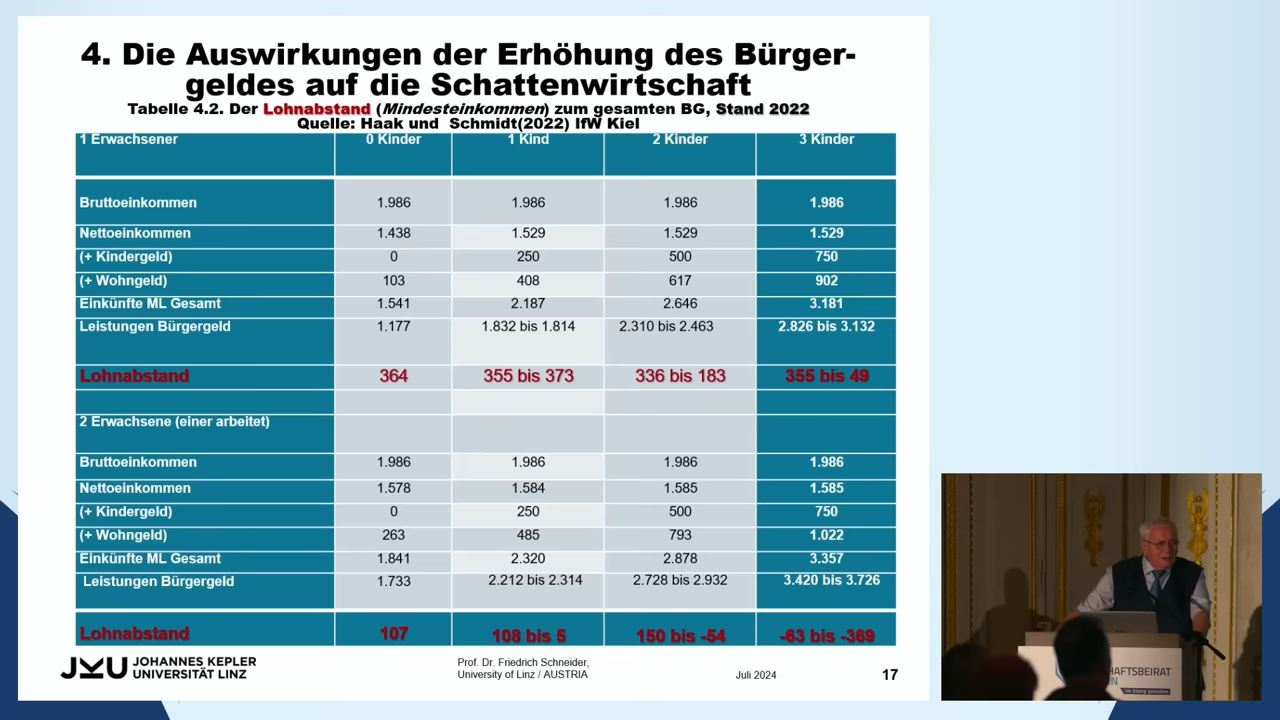 4. Die Auswirkungen der Erhöhung des Bürger-
geldes auf die Schattenwirtschaft
Tabelle 4.2. Der Lohnabstand (Mindesteinkommen) zum gesamten BG, Stand 2022
Quelle: Haak und Schmidt(2022) IfW Kiel
1 Erwachsener 0 Kinder 1 Kind 2 Kinder 3 Kinder
Bruttoeinkommen 1.986 1.986 1.986 1.986
Nettoeinkommen 1.438 1.529 1.529 1.529
(+ Kindergeld) 0 250 500 750
(+ Wohngeld) 103 408 617 902
Einkünfte ML Gesamt 1.541 2.187 2.646 3.181
Leistungen Bürgergeld 1.177 1.832 bis 1.814 2.310 bis 2.463 2.826 bis 3.132
Lohnabstand 364 355 bis 373 336 bis 183 355 bis 49
2 Erwachsene (einer arbeitet)
Bruttoeinkommen 1.986 1.986 1.986 1.986
Nettoeinkommen 1.578 1.584 1.585 1.585
(+ Kindergeld) 0 250 500 750
(+ Wohngeld) 263 485 793 1.022
Einkünfte ML Gesamt 1.841 2.320 2.878 3.357
Leistungen Bürgergeld 1.733 2.212 bis 2.314 2.728 bis 2.932 3.420 bis 3.726
Lohnabstand 107 108 bis 5 150 bis -54 -63 bis -369
JKU JOHANNES KEPLER
UNIVERSITÄT LINZ
Prof. Dr. Friedrich Schneider,
University of Linz / AUSTRIA
Juli 2024
17
HAFTSBEIRAT
im Dialog gestalten